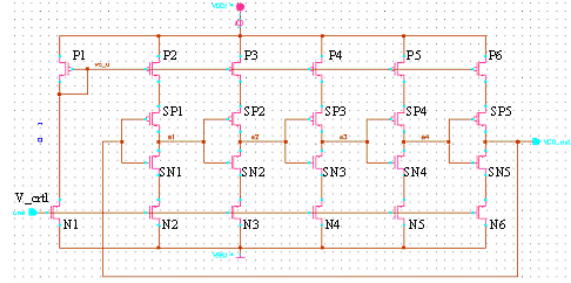 P1 P2 P3 P4 P5 P6
SP1 SP2 SP3 SP4 SP5
a1 a2 a3 a4
SN1 SN2 SN3 SN4 SN5
V_crtl
N1 N2 N3 N4 N5 N6